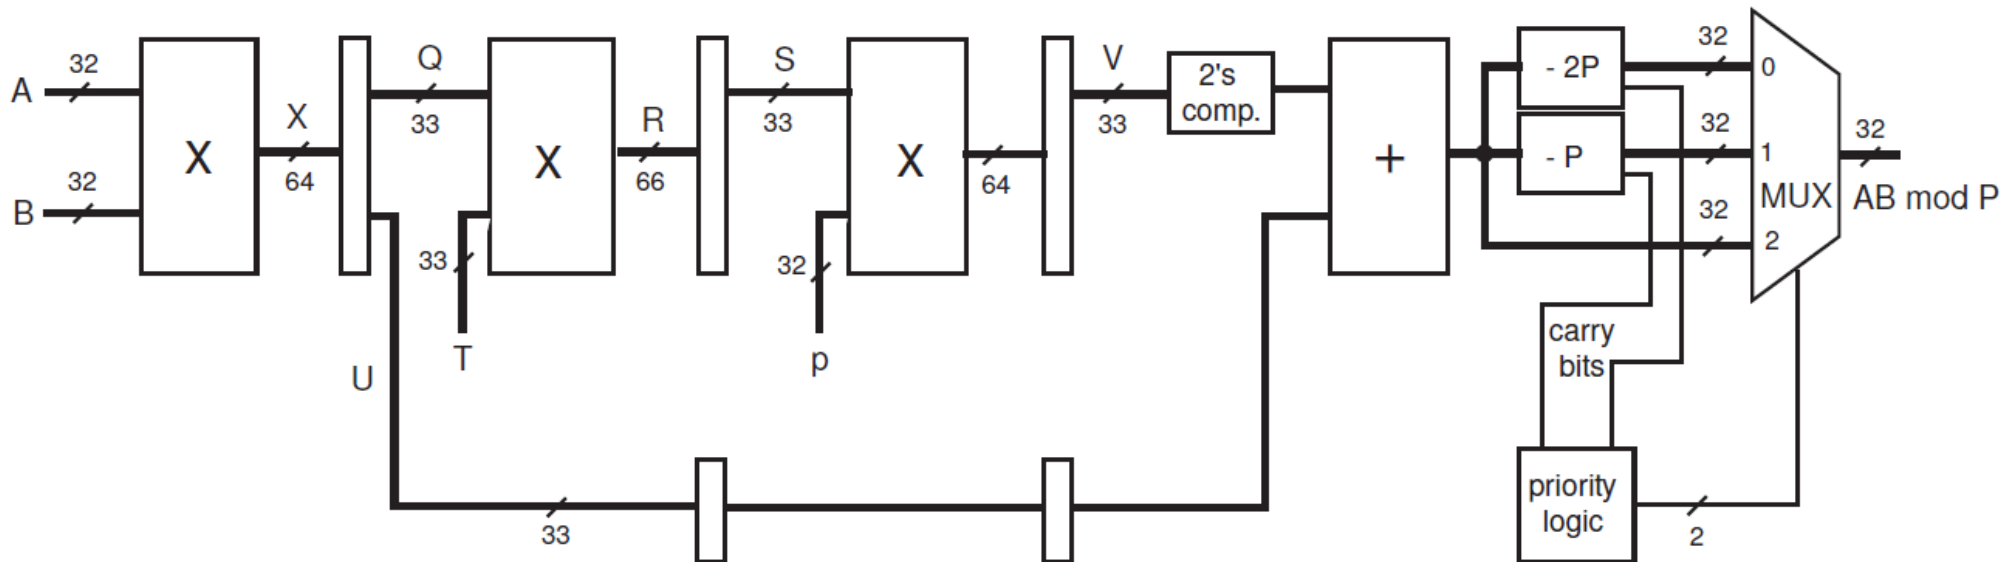 32
A
32
B
X
X
64
Q
33
33
T
U
33
X
R
66
S
33
32
p
X
64
V
33
2's
comp.
+
- 2P
- P
32
32
32
0
1
2
MUX
32
AB mod P
carry
bits
priority
logic
2